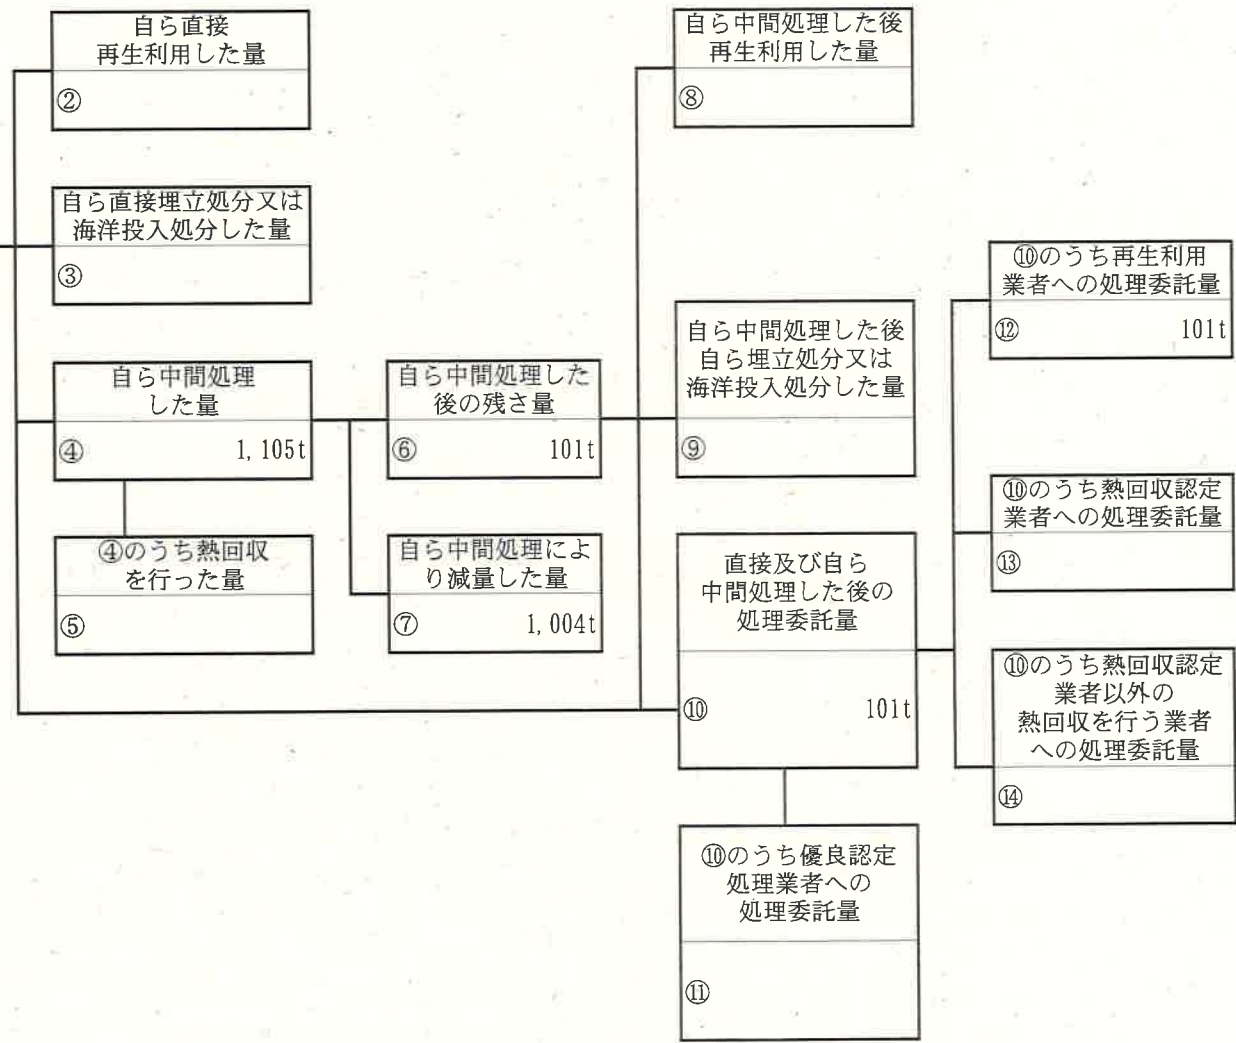 自ら直接
再生利用した量
②
自ら直接埋立処分又は
海洋投入処分した量
③
自ら中間処理
した量
④ 1,105t
④のうち熱回収
を行った量
⑤
自ら中間処理した
後の残さ量
⑥ 101t
自ら中間処理によ
り減量した量
⑦ 1,004t
自ら中間処理した後
再生利用した量
⑧
自ら中間処理した後
自ら埋立処分又は
海洋投入処分した量
⑨
直接及び自ら
中間処理した後の
処理委託量
⑩ 101t
⑩のうち優良認定
処理業者への
処理委託量
⑪
⑩のうち再生利用
業者への処理委託量
⑫ 101t
⑩のうち熱回収認定
業者への処理委託量
⑬
⑩のうち熱回収認定
業者以外の
熱回収を行う業者
への処理委託量
⑭